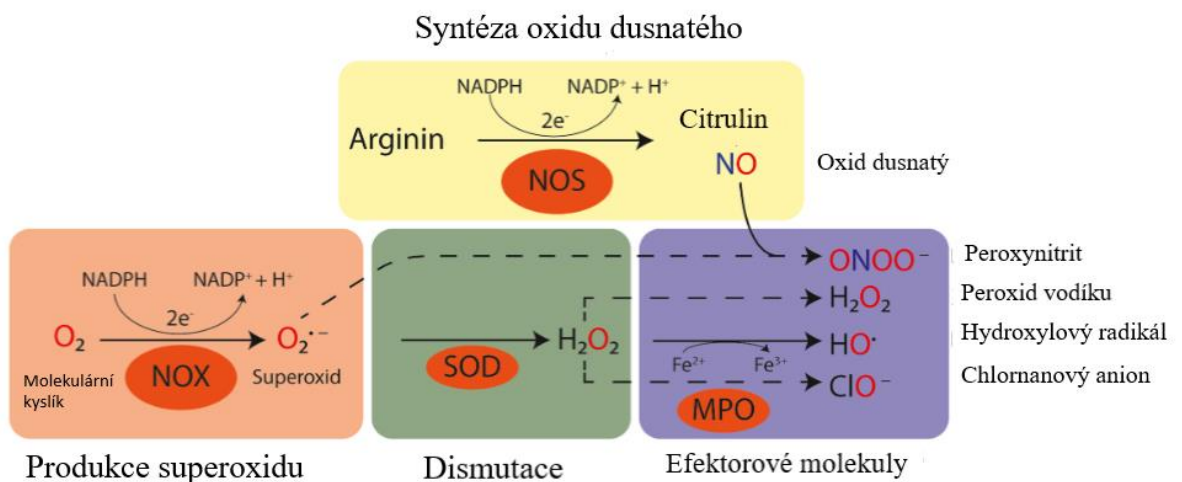 Syntéza oxidu dusnatého
NADPH NADP⁺ + H⁺
2e⁻
Arginin
NOS
Citrulin
NO
Oxid dusnatý
NADPH NADP⁺ + H⁺
2e⁻
O₂
NOX
O₂·⁻
Molekulární
kyslík
Superoxid
SOD
H₂O₂
ONOO⁻ Peroxynitrit
H₂O₂ Peroxid vodíku
HO· Hydroxylový radikál
Fe²⁺ Fe³⁺
ClO⁻ Chlornanový anion
MPO
Produkce superoxidu
Dismutace
Efektorové molekuly